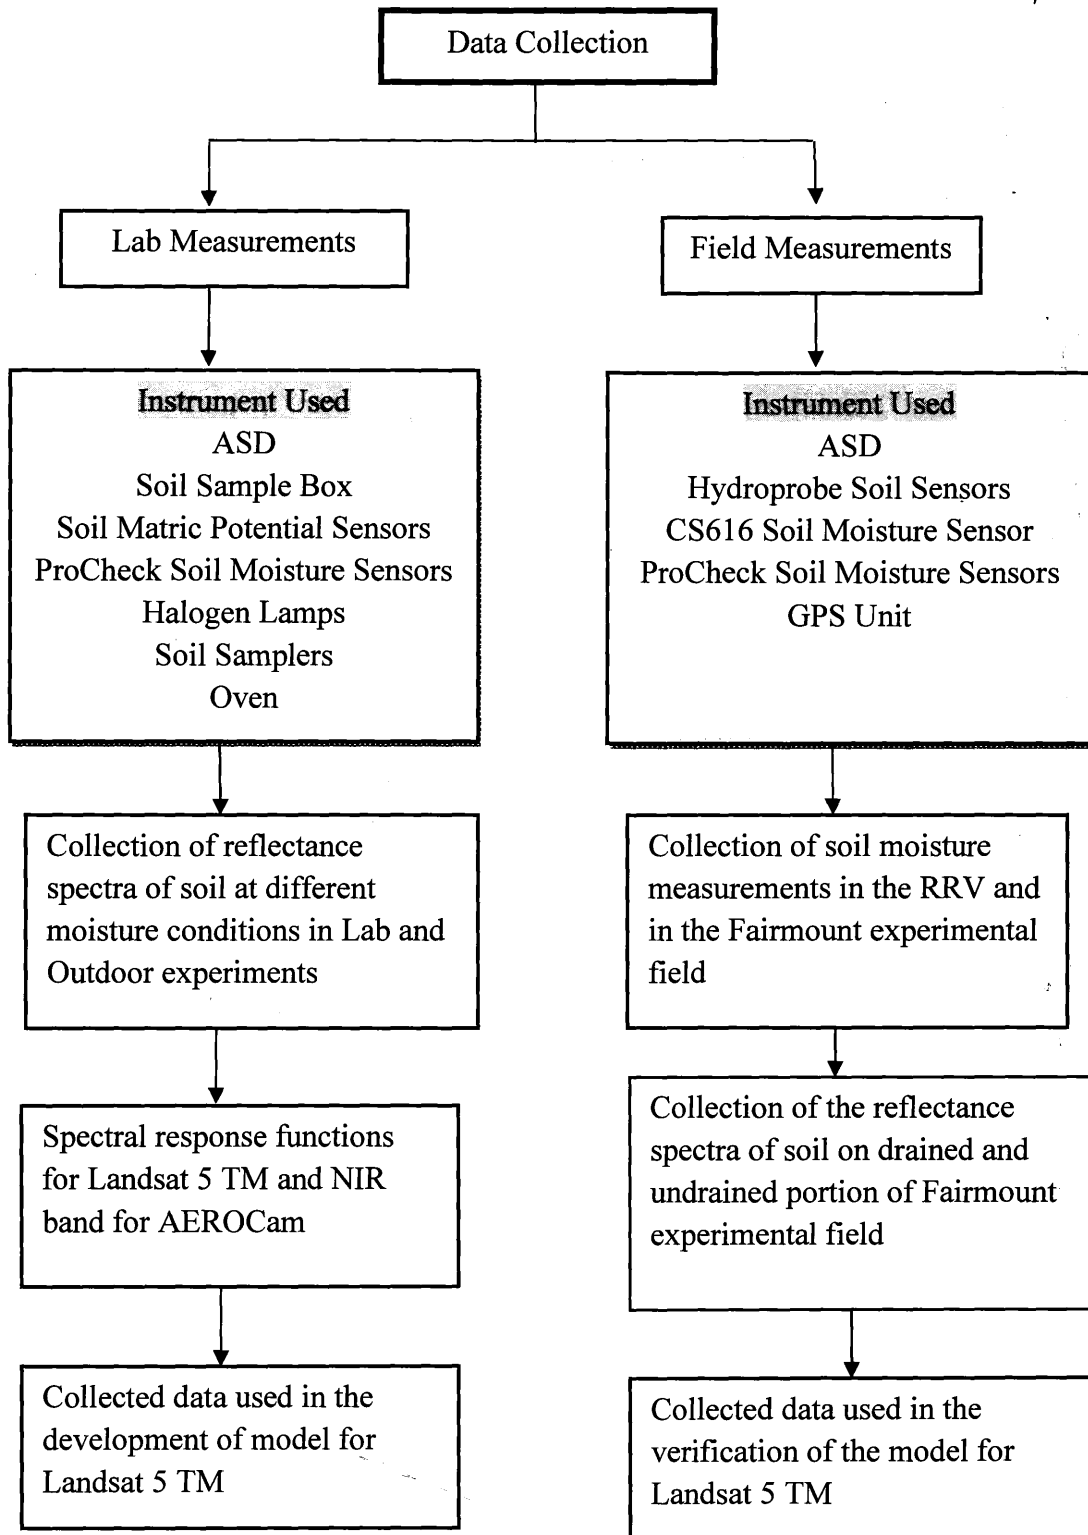 Data Collection
Lab Measurements
Field Measurements
Instrument Used
ASD
Soil Sample Box
Soil Matric Potential Sensors
ProCheck Soil Moisture Sensors
Halogen Lamps
Soil Samplers
Oven
Instrument Used
ASD
Hydroprobe Soil Sensors
CS616 Soil Moisture Sensor
ProCheck Soil Moisture Sensors
GPS Unit
Collection of reflectance
spectra of soil at different
moisture conditions in Lab and
Outdoor experiments
Collection of soil moisture
measurements in the RRV and
in the Fairmount experimental
field
Spectral response functions
for Landsat 5 TM and NIR
band for AEROCam
Collection of the reflectance
spectra of soil on drained and
undrained portion of Fairmount
experimental field
Collected data used in the
development of model for
Landsat 5 TM
Collected data used in the
verification of the model for
Landsat 5 TM